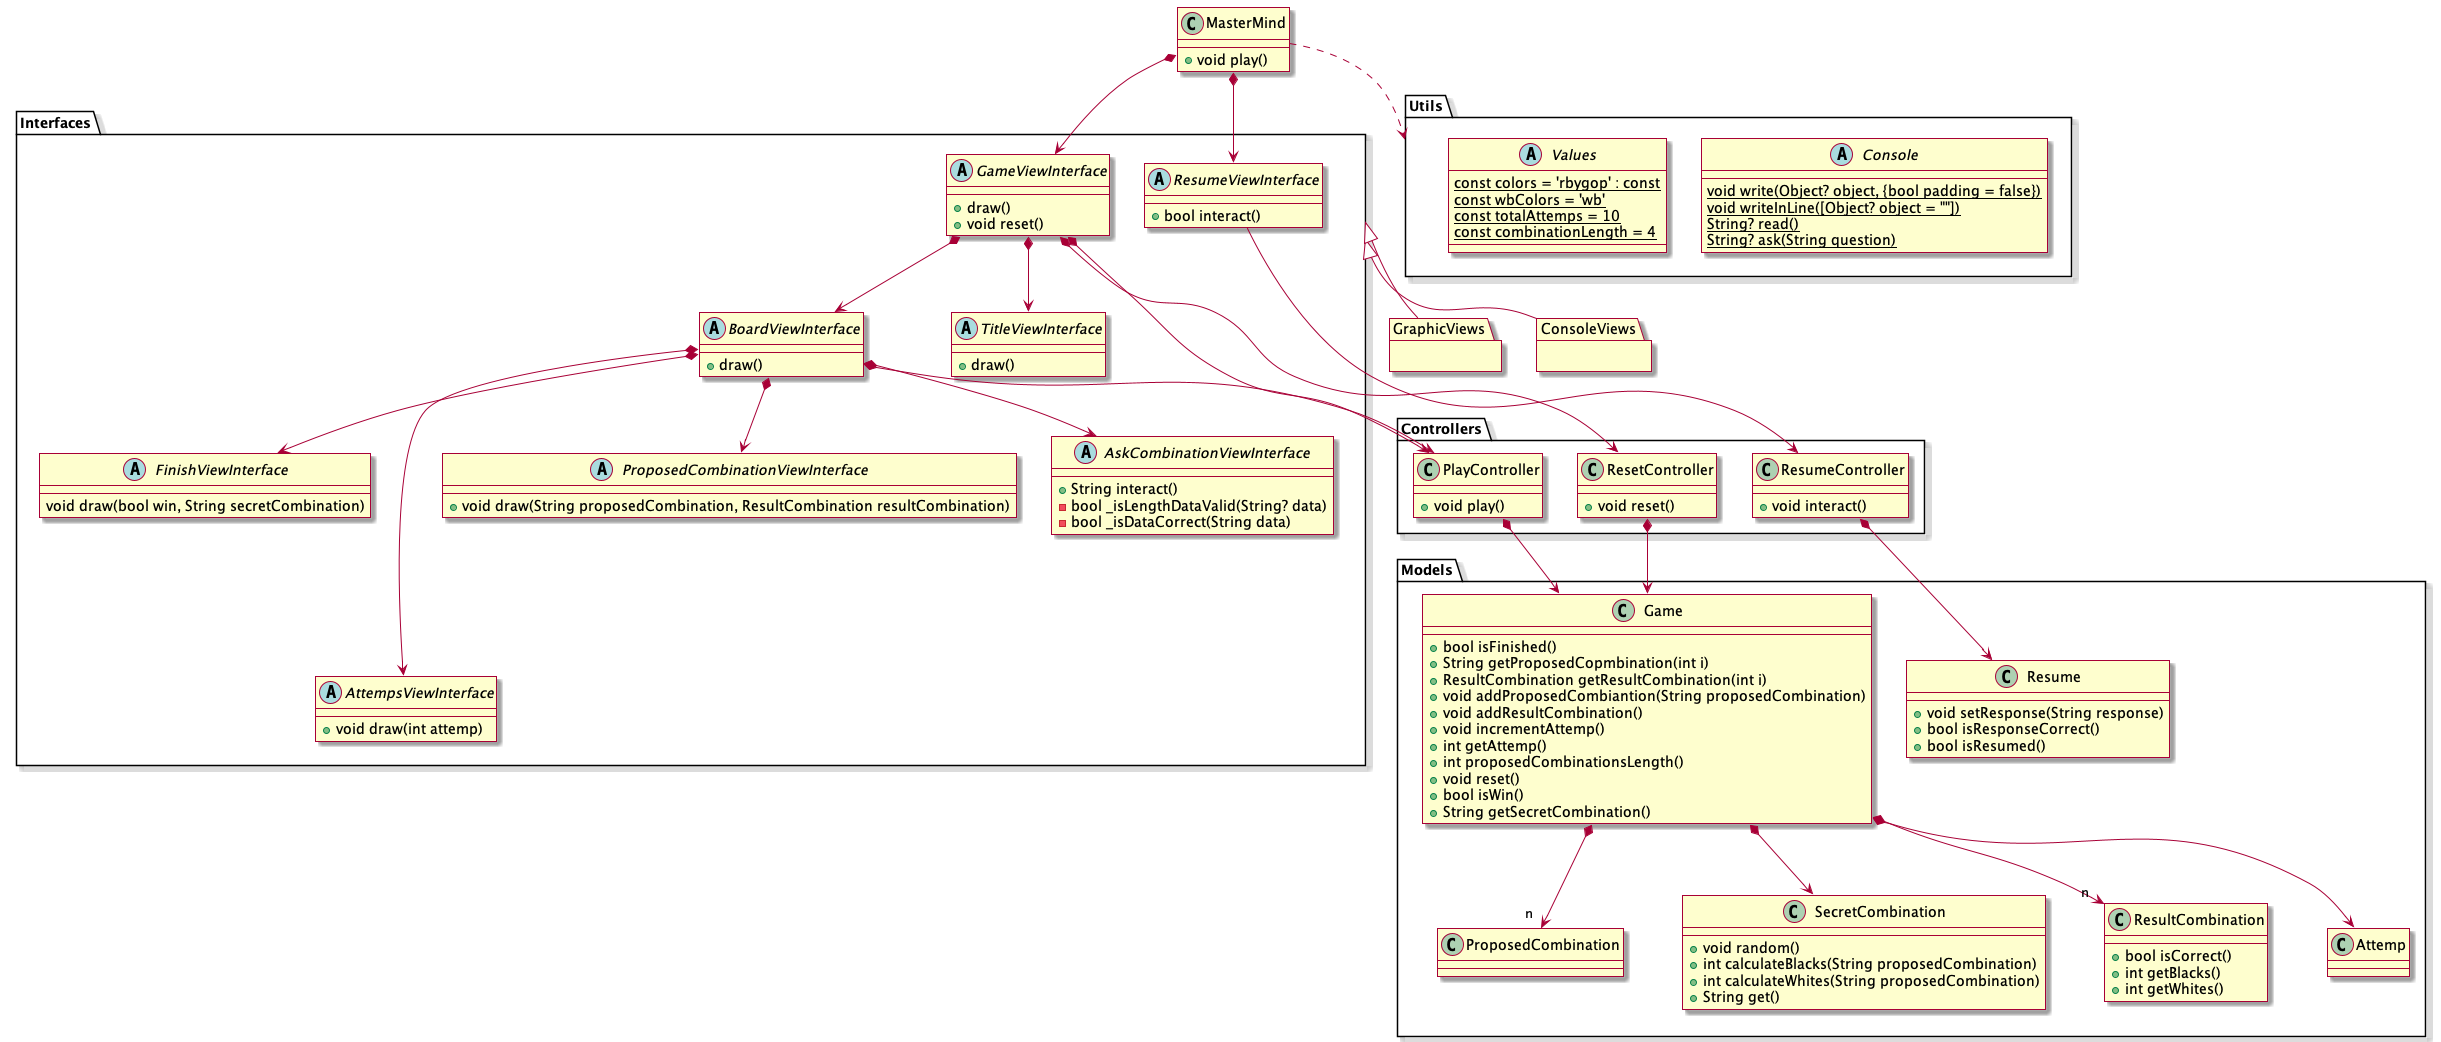 C MasterMind
void play()
Utils
A Values
const colors = 'rbygop' : const
const wbColors = 'wb'
const totalAttemps = 10
const combinationLength = 4
A Console
void write(Object? object, {bool padding = false})
void writeInLine([Object? object = ""])
String? read()
String? ask(String question)
Interfaces
A GameViewInterface
draw()
void reset()
A ResumeViewInterface
bool interact()
A BoardViewInterface
draw()
A TitleViewInterface
draw()
GraphicViews
ConsoleViews
A FinishViewInterface
void draw(bool win, String secretCombination)
A ProposedCombinationViewInterface
void draw(String proposedCombination, ResultCombination resultCombination)
A AskCombinationViewInterface
String interact()
bool _isLengthDataValid(String? data)
bool _isDataCorrect(String data)
A AttempsViewInterface
void draw(int attemp)
Controllers
C PlayController
void play()
C ResetController
void reset()
C ResumeController
void interact()
Models
C Game
bool isFinished()
String getProposedCopmbination(int i)
ResultCombination getResultCombination(int i)
void addProposedCombiantion(String proposedCombination)
void addResultCombination()
void incrementAttemp()
int getAttemp()
int proposedCombinationsLength()
void reset()
bool isWin()
String getSecretCombination()
C Resume
void setResponse(String response)
bool isResponseCorrect()
bool isResumed()
n
C ProposedCombination
C SecretCombination
void random()
int calculateBlacks(String proposedCombination)
int calculateWhites(String proposedCombination)
String get()
n
C ResultCombination
bool isCorrect()
int getBlacks()
int getWhites()
C Attemp